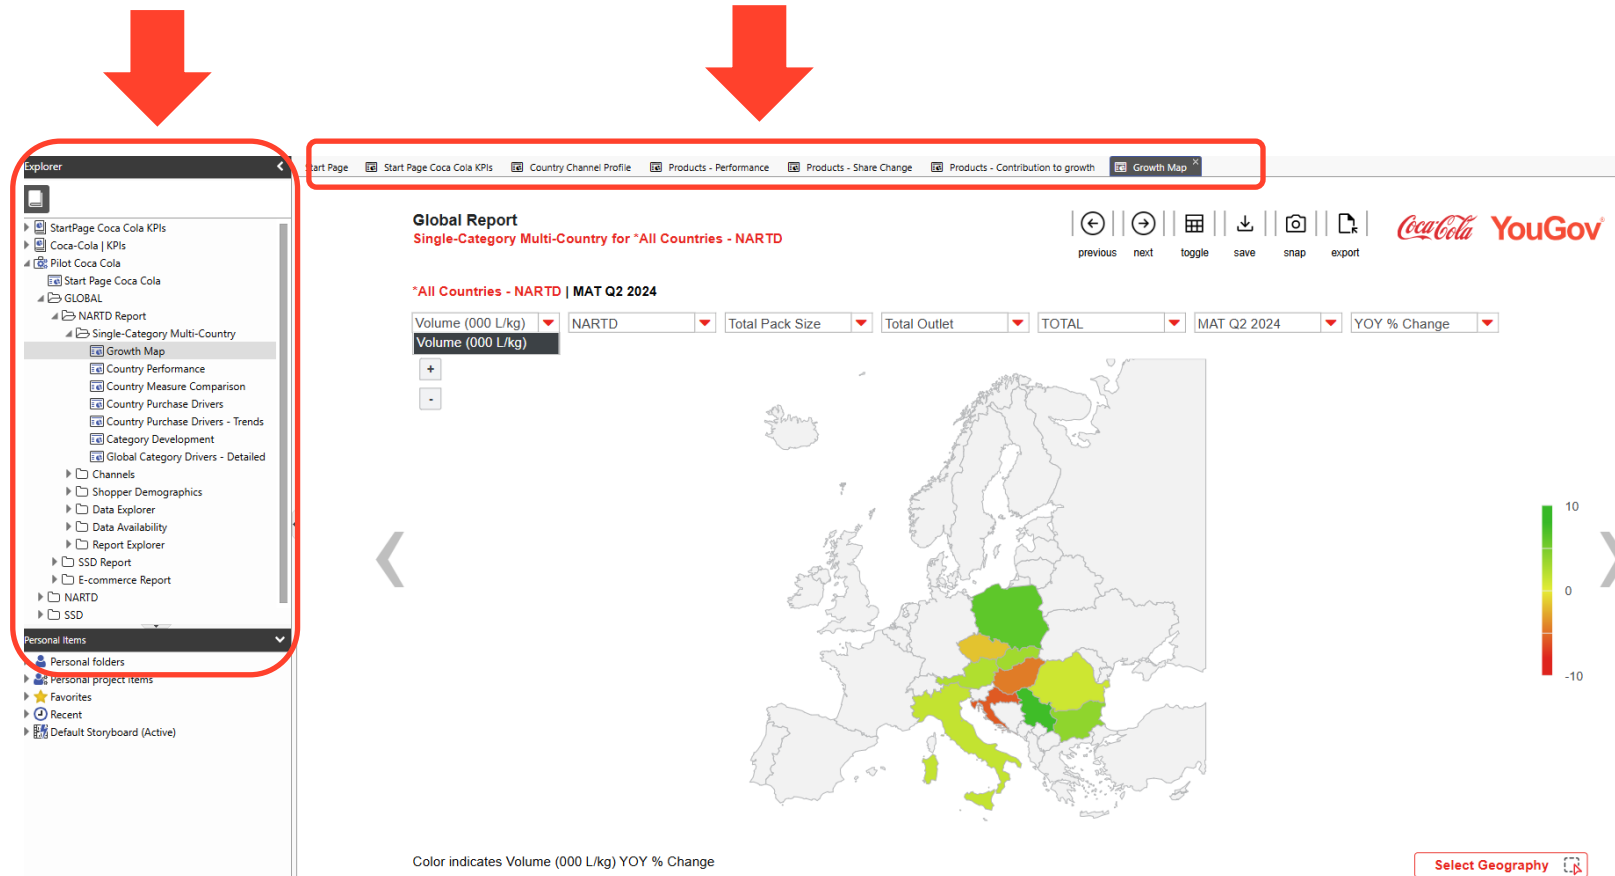 Explorer
StartPage Coca Cola KPIs
Coca-Cola | KPIs
Pilot Coca Cola
Start Page Coca Cola
GLOBAL
NARTD Report
Single-Category Multi-Country
Growth Map
Country Performance
Country Measure Comparison
Country Purchase Drivers
Country Purchase Drivers - Trends
Category Development
Global Category Drivers - Detailed
Channels
Shopper Demographics
Data Explorer
Data Availability
Report Explorer
SSD Report
E-commerce Report
NARTD
SSD
Personal Items
Personal folders
Personal project items
Favorites
Recent
Default Storyboard (Active)
Start Page Start Page Coca Cola KPIs Country Channel Profile Products - Performance Products - Share Change Products - Contribution to growth Growth Map
Global Report
Single-Category Multi-Country for *All Countries - NARTD
previous next toggle save snap export
Coca-Cola YouGov
*All Countries - NARTD | MAT Q2 2024
Volume (000 L/kg) NARTD Total Pack Size Total Outlet TOTAL MAT Q2 2024 YOY % Change
Volume (000 L/kg)
+
-
10
0
-10
Color indicates Volume (000 L/kg) YOY % Change
Select Geography